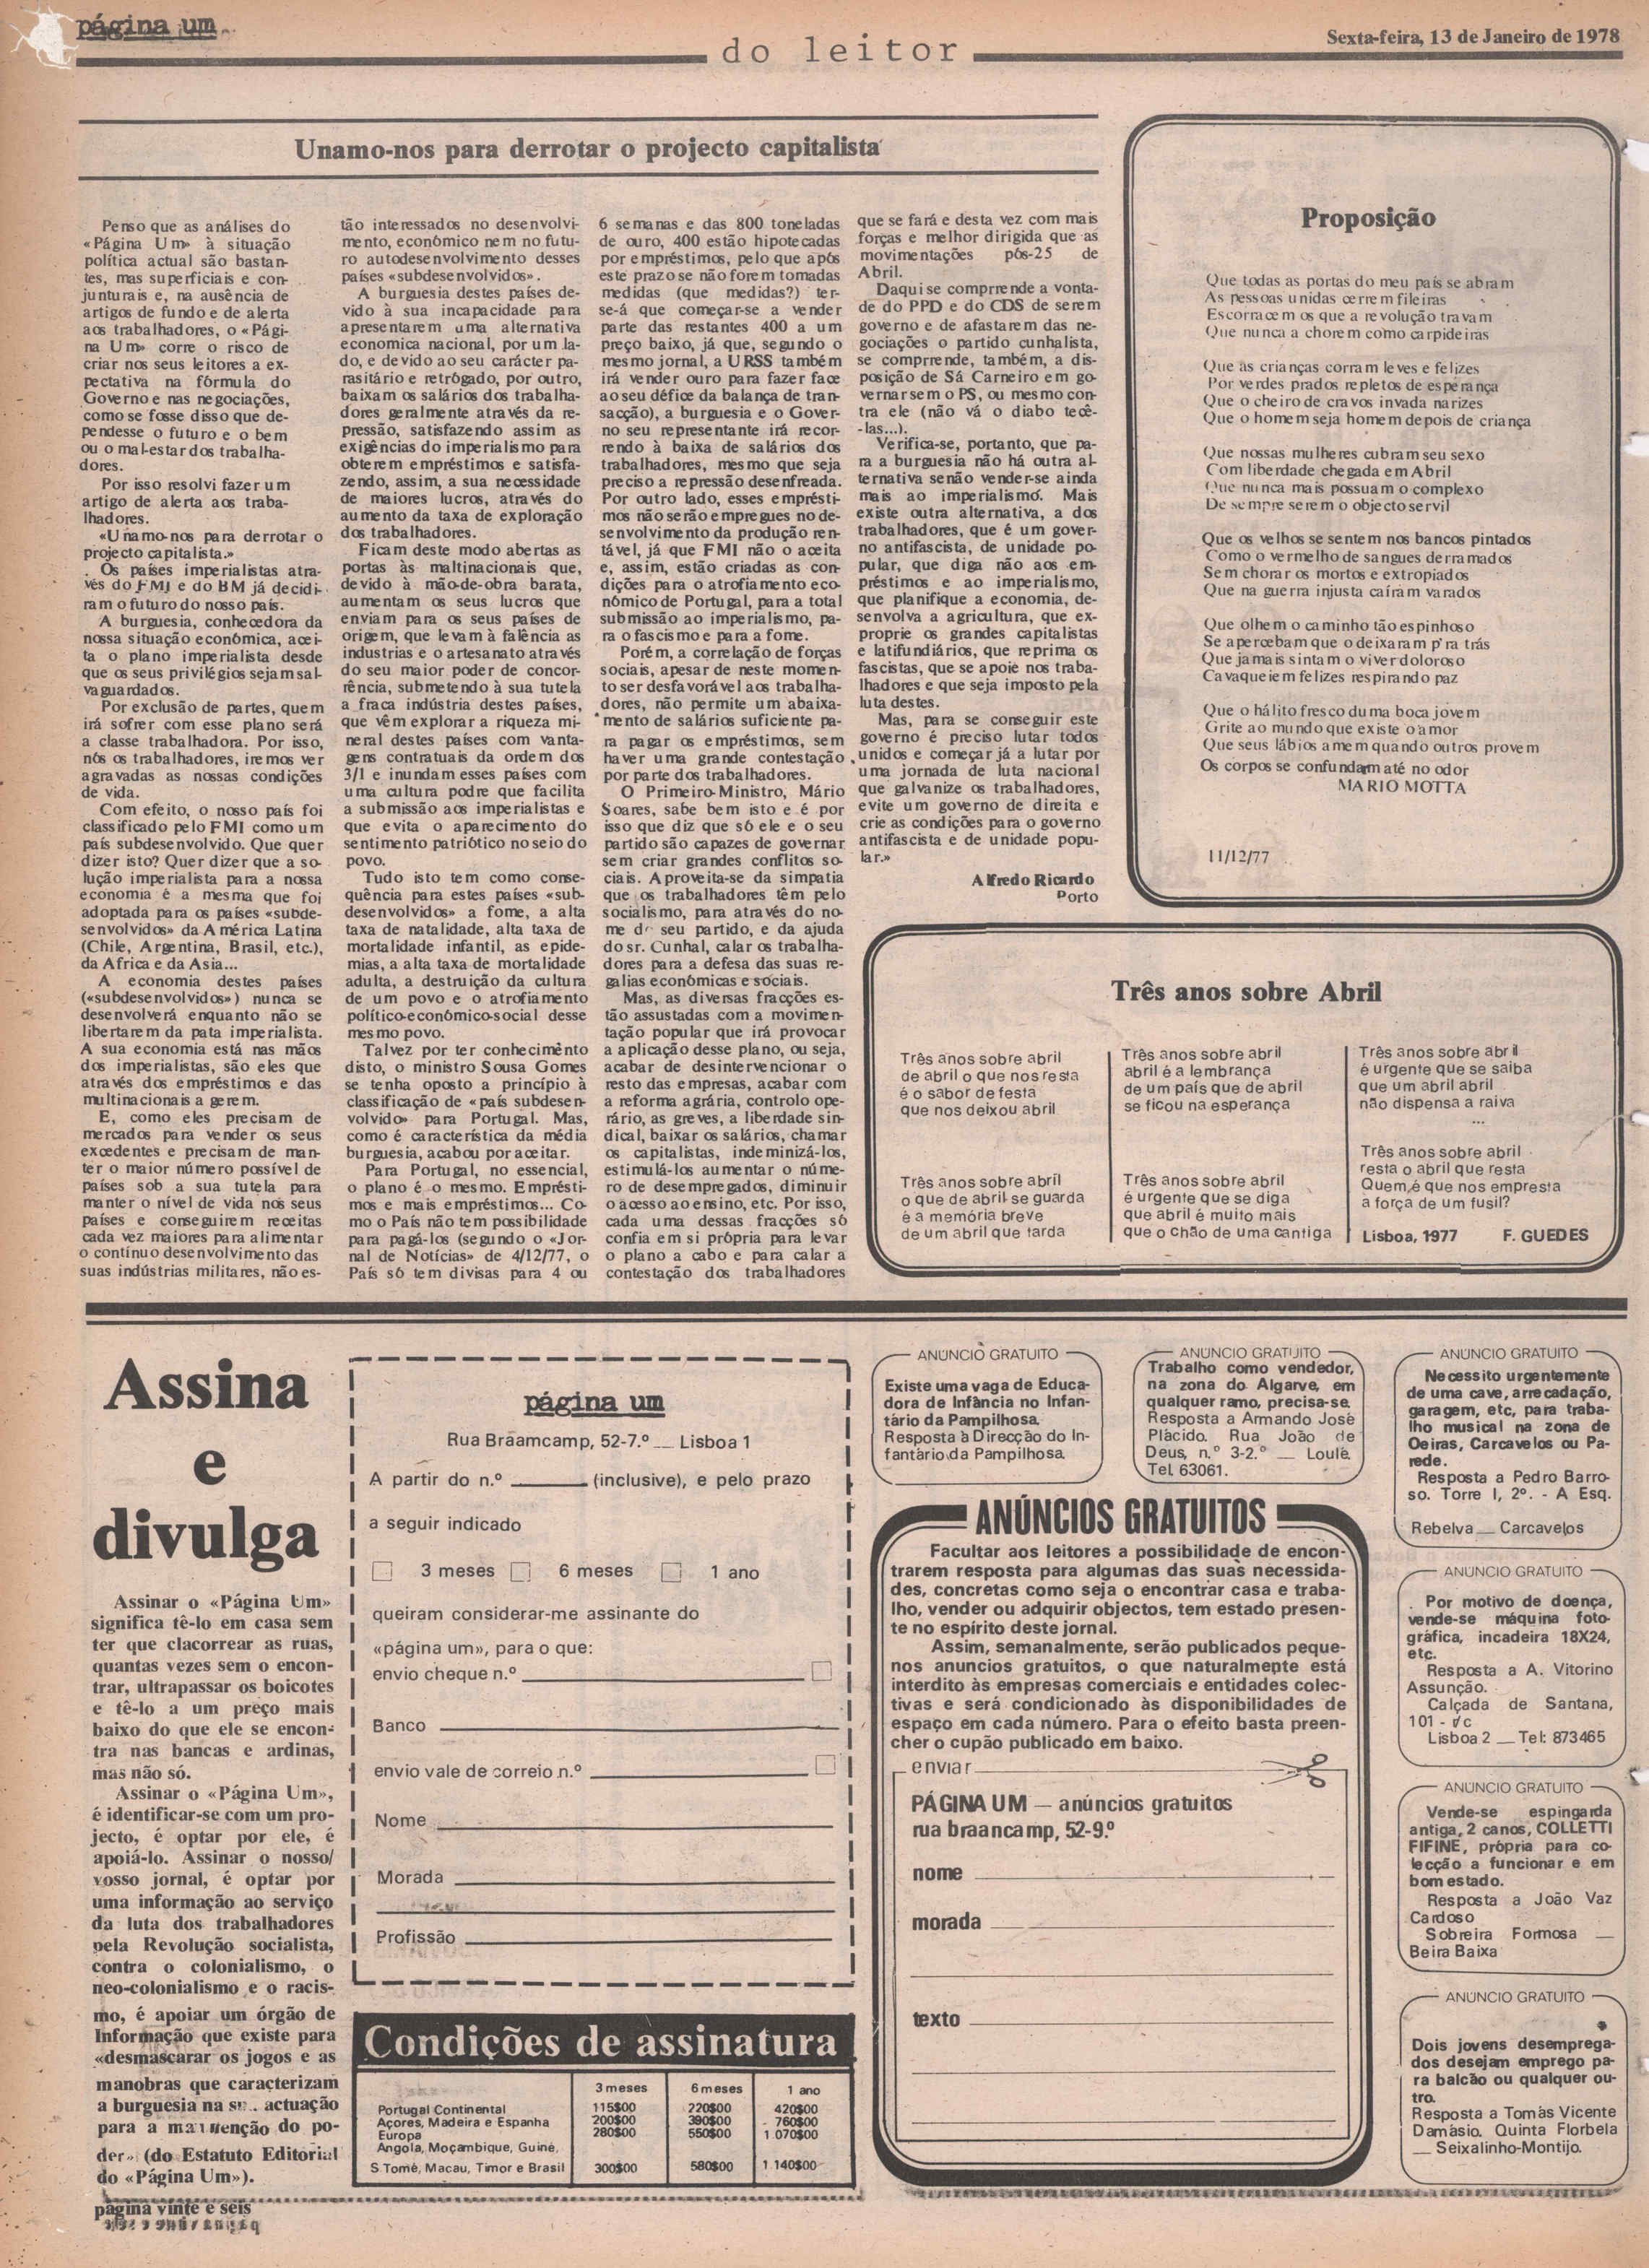 página um
do leitor
Sexta-feira, 13 de Janeiro de 1978
Unamo-nos para derrotar o projecto capitalista
Penso que as análises do
«Página Um» à situação
política actual são bastan-
tes, mas superficiais e con-
junturais e, na ausência de
artigos de fundo e de alerta
aos trabalhadores, o «Pági-
na Um» corre o risco de
criar nos seus leitores a ex-
pectativa na fórmula do
Governo e nas negociações,
como se fosse disso que de-
pendesse o futuro e o bem
ou o mal-estar dos trabalha-
dores.
Por isso resolvi fazer um
artigo de alerta aos traba-
lhadores.
«Unamo-nos para derrotar o
projecto capitalista.»
Os países imperialistas atra-
vés do FMI e do BM já decidi-
ram o futuro do nosso país.
A burguesia, conhecedora da
nossa situação económica, acei-
ta o plano imperialista desde
que os seus privilégios sejam sal-
vaguardados.
Por exclusão de partes, quem
irá sofrer com esse plano será
a classe trabalhadora. Por isso,
nós os trabalhadores, iremos ver
agravadas as nossas condições
de vida.
Com efeito, o nosso país foi
classificado pelo FMI como um
país subdesenvolvido. Que quer
dizer isto? Quer dizer que a so-
lução imperialista para a nossa
economia é a mesma que foi
adoptada para os países «subde-
senvolvidos» da América Latina
(Chile, Argentina, Brasil, etc.),
da Africa e da Asia...
A economia destes países
(«subdesenvolvidos») nunca se
desenvolverá enquanto não se
libertarem da pata imperialista.
A sua economia está nas mãos
dos imperialistas, são eles que
através dos empréstimos e das
multinacionais a gerem.
E, como eles precisam de
mercados para vender os seus
excedentes e precisam de man-
ter o maior número possível de
países sob a sua tutela para
manter o nível de vida nos seus
países e conseguirem receitas
cada vez maiores para alimentar
o contínuo desenvolvimento das
suas indústrias militares, não es-
tão interessados no desenvolvi-
mento, económico nem no futu-
ro autodesenvolvimento desses
países «subdesenvolvidos».
A burguesia destes países de-
vido à sua incapacidade para
apresentarem uma alternativa
economica nacional, por um la-
do, e devido ao seu carácter pa-
rasitário e retrógado, por outro,
baixam os salários dos trabalha-
dores geralmente através da re-
pressão, satisfazendo assim as
exigências do imperialismo para
obterem empréstimos e satisfa-
zendo, assim, a sua necessidade
de maiores lucros, através do
aumento da taxa de exploração
dos trabalhadores.
Ficam deste modo abertas as
portas às maltinacionais que,
devido à mão-de-obra barata,
aumentam os seus lucros que
enviam para os seus países de
origem, que levam à falência as
industrias e o artesanato através
do seu maior poder de concor-
rência, submetendo à sua tutela
a fraca indústria destes países,
que vêm explorar a riqueza mi-
neral destes países com vanta-
gens contratuais da ordem dos
3/1 e inundam esses países com
uma cultura podre que facilita
a submissão aos imperialistas e
que evita o aparecimento do
sentimento patriótico no seio do
povo.
Tudo isto tem como conse-
quência para estes países «sub-
desenvolvidos» a fome, a alta
taxa de natalidade, alta taxa de
mortalidade infantil, as epide-
mias, a alta taxa de mortalidade
adulta, a destruição da cultura
de um povo e o atrofiamento
político-económico-social desse
mesmo povo.
Talvez por ter conhecimento
disto, o ministro Sousa Gomes
se tenha oposto a princípio à
classificação de «país subdesen-
volvido» para Portugal. Mas,
como é característica da média
burguesia, acabou por aceitar.
Para Portugal, no essencial,
o plano é o mesmo. Emprésti-
mos e mais empréstimos... Co-
mo o País não tem possibilidade
para pagá-los (segundo o «Jor-
nal de Notícias» de 4/12/77, o
País só tem divisas para 4 ou
6 semanas e das 800 toneladas
de ouro, 400 estão hipotecadas
por empréstimos, pelo que após
este prazo se não forem tomadas
medidas (que medidas?) ter-
se-á que começar-se a vender
parte das restantes 400 a um
preço baixo, já que, segundo o
mesmo jornal, a URSS também
irá vender ouro para fazer face
ao seu défice da balança de tran-
sacção), a burguesia e o Gover-
no seu representante irá recor-
rendo à baixa de salários dos
trabalhadores, mesmo que seja
preciso a repressão desenfreada.
Por outro lado, esses emprésti-
mos não serão empregues no de-
senvolvimento da produção ren-
tável, já que FMI não o aceita
e, assim, estão criadas as con-
dições para o atrofiamento eco-
nómico de Portugal, para a total
submissão ao imperialismo, pa-
ra o fascismo e para a fome.
Porém, a correlação de forças
sociais, apesar de neste momen-
to ser desfavorável aos trabalha-
dores, não permite um abaixa-
mento de salários suficiente pa-
ra pagar os empréstimos, sem
haver uma grande contestação
por parte dos trabalhadores.
O Primeiro-Ministro, Mário
Soares, sabe bem isto e é por
isso que diz que só ele e o seu
partido são capazes de governar
sem criar grandes conflitos so-
ciais. Aproveita-se da simpatia
que os trabalhadores têm pelo
socialismo, para através do no-
me d seu partido, e da ajuda
do sr. Cunhal, calar os trabalha-
dores para a defesa das suas re-
galias económicas e sociais.
Mas, as diversas fracções es-
tão assustadas com a movimen-
tação popular que irá provocar
a aplicação desse plano, ou seja,
acabar de desintervencionar o
resto das empresas, acabar com
a reforma agrária, controlo ope-
rário, as greves, a liberdade sin-
dical, baixar os salários, chamar
os capitalistas, indeminizá-los,
estimulá-los aumentar o núme-
ro de desempregados, diminuir
o acesso ao ensino, etc. Por isso,
cada uma dessas fracções só
confia em si própria para levar
o plano a cabo e para calar a
contestação dos trabalhadores
que se fará e desta vez com mais
forças e melhor dirigida que as
movimentações pós-25 de
Abril.
Daqui se comprrende a vonta-
de do PPD e do CDS de serem
governo e de afastarem das ne-
gociações o partido cunhalista,
se comprrende, também, a dis-
posição de Sá Carneiro em go-
vernar sem o PS, ou mesmo con-
tra ele (não vá o diabo tecê-
-las...).
Verifica-se, portanto, que pa-
ra a burguesia não há outra al-
ternativa senão vender-se ainda
mais ao imperialismo. Mais
existe outra alternativa, a dos
trabalhadores, que é um gover-
no antifascista, de unidade po-
pular, que diga não aos em-
préstimos e ao imperialismo,
que planifique a economia, de-
senvolva a agricultura, que ex-
proprie os grandes capitalistas
e latifundiários, que reprima os
fascistas, que se apoie nos traba-
lhadores e que seja imposto pela
luta destes.
Mas, para se conseguir este
governo é preciso lutar todos
unidos e começar já a lutar por
uma jornada de luta nacional
que galvanize os trabalhadores,
evite um governo de direita e
crie as condições para o governo
antifascista e de unidade popu-
lar.»
Alfredo Ricardo
Porto
Proposição
Que todas as portas do meu país se abram
As pessoas unidas cerrem fileiras
Escorracem os que a revolução travam
Que nunca a chorem como carpideiras
Que as crianças corram leves e felizes
Por verdes prados repletos de esperança
Que o cheiro de cravos invada narizes
Que o homem seja homem depois de criança
Que nossas mulheres cubram seu sexo
Com liberdade chegada em Abril
Que nunca mais possuam o complexo
De sempre serem o objecto servil
Que os velhos se sentem nos bancos pintados
Como o vermelho de sangues derramados
Sem chorar os mortos e extropiados
Que na guerra injusta caíram varados
Que olhem o caminho tão espinhoso
Se apercebam que o deixaram p'ra trás
Que jamais sintam o viver doloroso
Cavaqueiem felizes respirando paz
Que o hálito fresco duma boca jovem
Grite ao mundo que existe o amor
Que seus lábios amem quando outros provem
Os corpos se confundam até no odor
MARIO MOTTA
11/12/77
Três anos sobre Abril
Três anos sobre abril
de abril o que nos resta
é o sabor de festa
que nos deixou abril
Três anos sobre abril
o que de abril se guarda
é a memória breve
de um abril que tarda
Três anos sobre abril
abril é a lembrança
de um país que de abril
se ficou na esperança
Três anos sobre abril
é urgente que se diga
que abril é muito mais
que o chão de uma cantiga
Três anos sobre abril
é urgente que se saiba
que um abril abril
não dispensa a raiva
...
Três anos sobre abril
resta o abril que resta
Quem é que nos empresta
a força de um fusil?
Lisboa, 1977 F. GUEDES
Assina
e
divulga
Assinar o «Página Um»
significa tê-lo em casa sem
ter que clacorrear as ruas,
quantas vezes sem o encon-
trar, ultrapassar os boicotes
e tê-lo a um preço mais
baixo do que ele se encon-
tra nas bancas e ardinas,
mas não só.
Assinar o «Página Um»,
é identificar-se com um pro-
jecto, é optar por ele, é
apoiá-lo. Assinar o nosso/
vosso jornal, é optar por
uma informação ao serviço
da luta dos trabalhadores
pela Revolução socialista,
contra o colonialismo, o
neo-colonialismo e o racis-
mo, é apoiar um órgão de
Informação que existe para
«desmascarar os jogos e as
manobras que caracterizam
a burguesia na actuação
para a manutenção do po-
der» (do Estatuto Editorial
do «Página Um»).
página vinte e seis
página um
Rua Braamcamp, 52-7.º — Lisboa 1
A partir do n.º (inclusive), e pelo prazo
a seguir indicado
3 meses 6 meses 1 ano
queiram considerar-me assinante do
«página um», para o que:
envio cheque n.º
Banco
envio vale de correio n.º
Nome
Morada
Profissão
Condições de assinatura
3 meses 6 meses 1 ano
Portugal Continental 115$00 220$00 420$00
Açores, Madeira e Espanha 200$00 390$00 760$00
Europa 280$00 550$00 1 070$00
Angola, Moçambique, Guiné,
S. Tomé, Macau, Timor e Brasil 300$00 580$00 1 140$00
ANÚNCIO GRATUITO
Existe uma vaga de Educa-
dora de Infância no Infan-
tário da Pampilhosa.
Resposta à Direcção do In-
fantário da Pampilhosa
ANÚNCIO GRATUITO
Trabalho como vendedor,
na zona do Algarve, em
qualquer ramo, precisa-se.
Resposta a Armando José
Plácido. Rua João de
Deus, n.º 3-2.º — Loulé.
Tel. 63061.
ANÚNCIOS GRATUITOS
Facultar aos leitores a possibilidade de encon-
trarem resposta para algumas das suas necessida-
des, concretas como seja o encontrar casa e traba-
lho, vender ou adquirir objectos, tem estado presen-
te no espírito deste jornal.
Assim, semanalmente, serão publicados peque-
nos anuncios gratuitos, o que naturalmente está
interdito às empresas comerciais e entidades colec-
tivas e será condicionado às disponibilidades de
espaço em cada número. Para o efeito basta preen-
cher o cupão publicado em baixo.
enviar
PÁGINA UM — anúncios gratuitos
rua braancamp, 52-9.º
nome
morada
texto
ANÚNCIO GRATUITO
Necessito urgentemente
de uma cave, arrecadação,
garagem, etc, para traba-
lho musical na zona de
Oeiras, Carcavelos ou Pa-
rede.
Resposta a Pedro Barro-
so. Torre I, 2º. - A Esq.
Rebelva — Carcavelos
ANÚNCIO GRATUITO
Por motivo de doença,
vende-se máquina foto-
gráfica, incadeira 18X24,
etc.
Resposta a A. Vitorino
Assunção.
Calçada de Santana,
101 - r/c
Lisboa 2 — Tel: 873465
ANÚNCIO GRATUITO
Vende-se espingarda
antiga, 2 canos, COLLETTI
FIFINE, própria para co-
lecção a funcionar e em
bom estado.
Resposta a João Vaz
Cardoso
Sobreira Formosa —
Beira Baixa
ANÚNCIO GRATUITO
Dois jovens desemprega-
dos desejam emprego pa-
ra balcão ou qualquer ou-
tro.
Resposta a Tomás Vicente
Damásio. Quinta Florbela
— Seixalinho-Montijo.